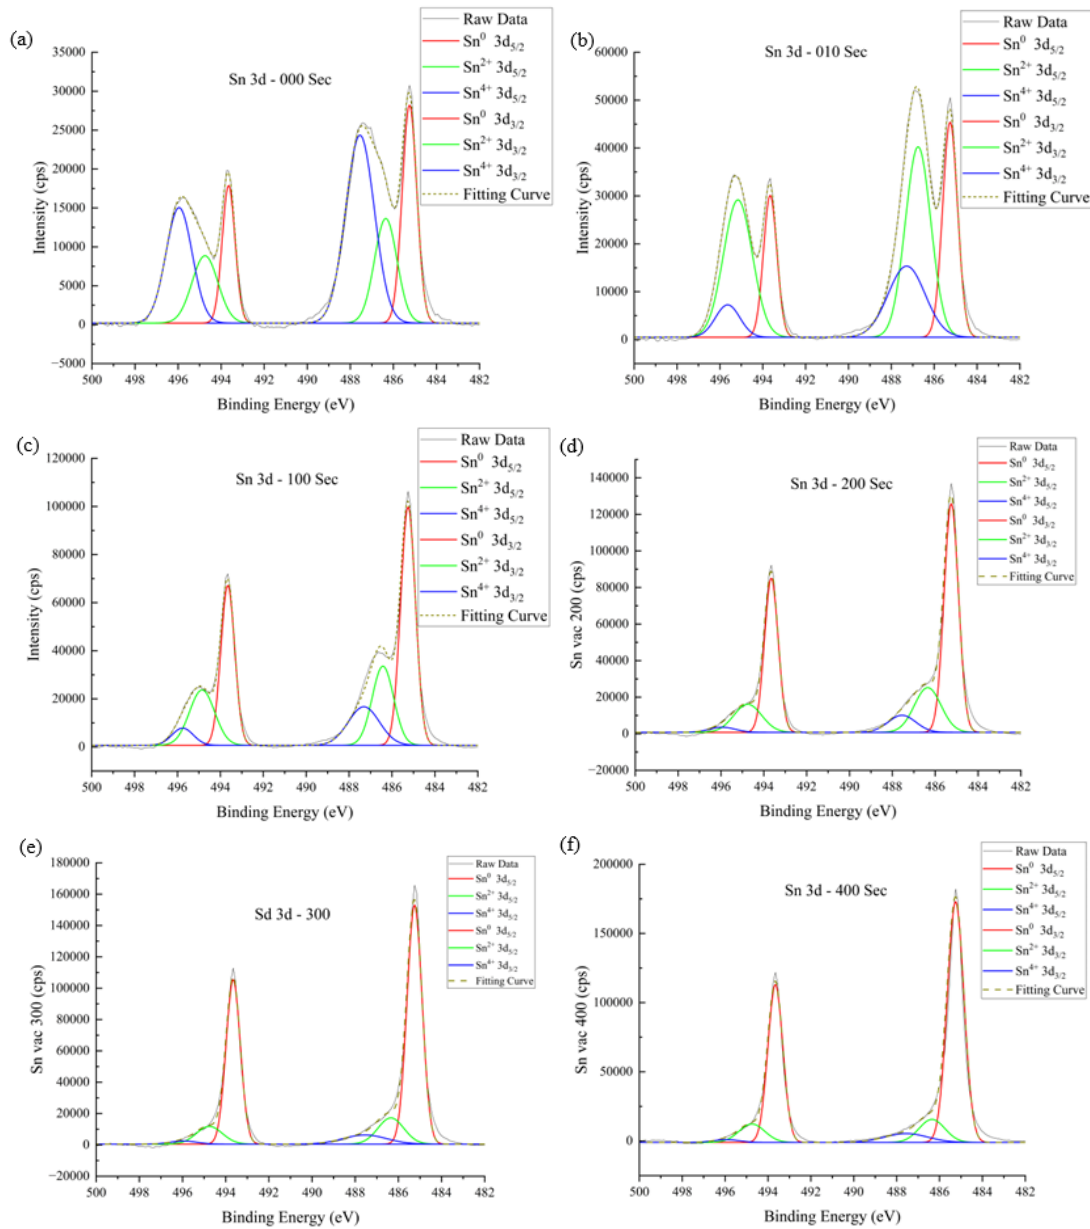 (a)
Sn 3d - 000 Sec
Raw Data
Sn⁰ 3d₅/₂
Sn²⁺ 3d₅/₂
Sn⁴⁺ 3d₅/₂
Sn⁰ 3d₃/₂
Sn²⁺ 3d₃/₂
Sn⁴⁺ 3d₃/₂
Fitting Curve
Intensity (cps)
35000
30000
25000
20000
15000
10000
5000
0
−5000
500 498 496 494 492 490 488 486 484 482
Binding Energy (eV)
(b)
Sn 3d - 010 Sec
Raw Data
Sn⁰ 3d₅/₂
Sn²⁺ 3d₅/₂
Sn⁴⁺ 3d₅/₂
Sn⁰ 3d₃/₂
Sn²⁺ 3d₃/₂
Sn⁴⁺ 3d₃/₂
Fitting Curve
Intensity (cps)
60000
50000
40000
30000
20000
10000
0
500 498 496 494 492 490 488 486 484 482
Binding Energy (eV)
(c)
Sn 3d - 100 Sec
Raw Data
Sn⁰ 3d₅/₂
Sn²⁺ 3d₅/₂
Sn⁴⁺ 3d₅/₂
Sn⁰ 3d₃/₂
Sn²⁺ 3d₃/₂
Sn⁴⁺ 3d₃/₂
Fitting Curve
Intensity (cps)
120000
100000
80000
60000
40000
20000
0
500 498 496 494 492 490 488 486 484 482
Binding Energy (eV)
(d)
Sn 3d - 200 Sec
Raw Data
Sn⁰ 3d₅/₂
Sn²⁺ 3d₅/₂
Sn⁴⁺ 3d₅/₂
Sn⁰ 3d₃/₂
Sn²⁺ 3d₃/₂
Sn⁴⁺ 3d₃/₂
Fitting Curve
Sn vac 200 (cps)
140000
120000
100000
80000
60000
40000
20000
0
−20000
500 498 496 494 492 490 488 486 484 482
Binding Energy (eV)
(e)
Sd 3d - 300
Raw Data
Sn⁰ 3d₅/₂
Sn²⁺ 3d₅/₂
Sn⁴⁺ 3d₅/₂
Sn⁰ 3d₅/₂
Sn²⁺ 3d₅/₂
Sn⁴⁺ 3d₃/₂
Fitting Curve
Sn vac 300 (cps)
180000
160000
140000
120000
100000
80000
60000
40000
20000
0
−20000
500 498 496 494 492 490 488 486 484 482
Binding Energy (eV)
(f)
Sn 3d - 400 Sec
Raw Data
Sn⁰ 3d₅/₂
Sn²⁺ 3d₅/₂
Sn⁴⁺ 3d₅/₂
Sn⁰ 3d₃/₂
Sn²⁺ 3d₃/₂
Sn⁴⁺ 3d₃/₂
Fitting Curve
Sn vac 400 (cps)
200000
150000
100000
50000
0
500 498 496 494 492 490 488 486 484 482
Binding Energy (eV)